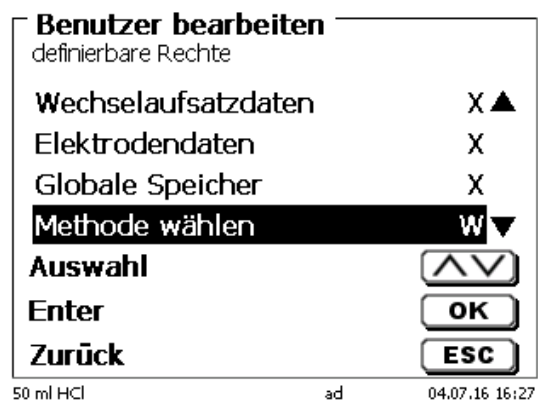 Benutzer bearbeiten
definierbare Rechte
Wechselaufsatzdaten X
Elektrodendaten X
Globale Speicher X
Methode wählen W
Auswahl
Enter OK
Zurück ESC
50 ml HCl ad 04.07.16 16:27